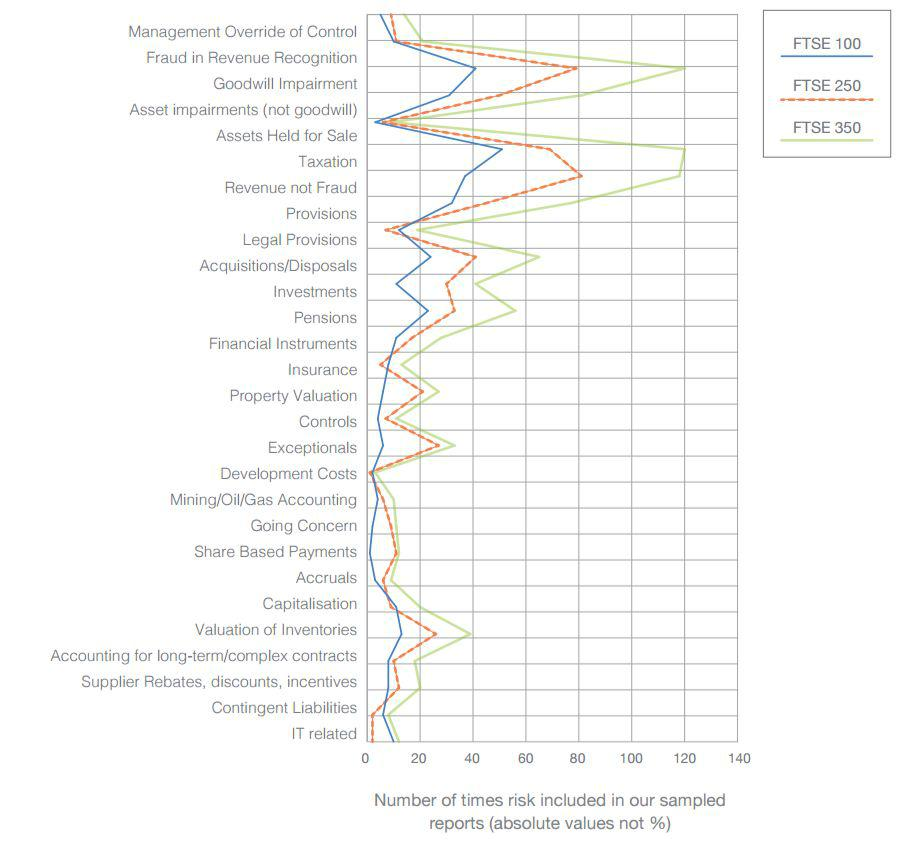 Management Override of Control
Fraud in Revenue Recognition
Goodwill Impairment
Asset impairments (not goodwill)
Assets Held for Sale
Taxation
Revenue not Fraud
Provisions
Legal Provisions
Acquisitions/Disposals
Investments
Pensions
Financial Instruments
Insurance
Property Valuation
Controls
Exceptionals
Development Costs
Mining/Oil/Gas Accounting
Going Concern
Share Based Payments
Accruals
Capitalisation
Valuation of Inventories
Accounting for long-term/complex contracts
Supplier Rebates, discounts, incentives
Contingent Liabilities
IT related
0 20 40 60 80 100 120 140
Number of times risk included in our sampled
reports (absolute values not %)
FTSE 100
FTSE 250
FTSE 350